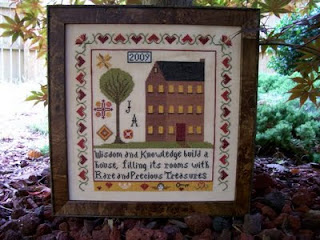 2009
J
A
Wisdom and Knowledge build a
house, filling its rooms with
Rare and Precious Treasures